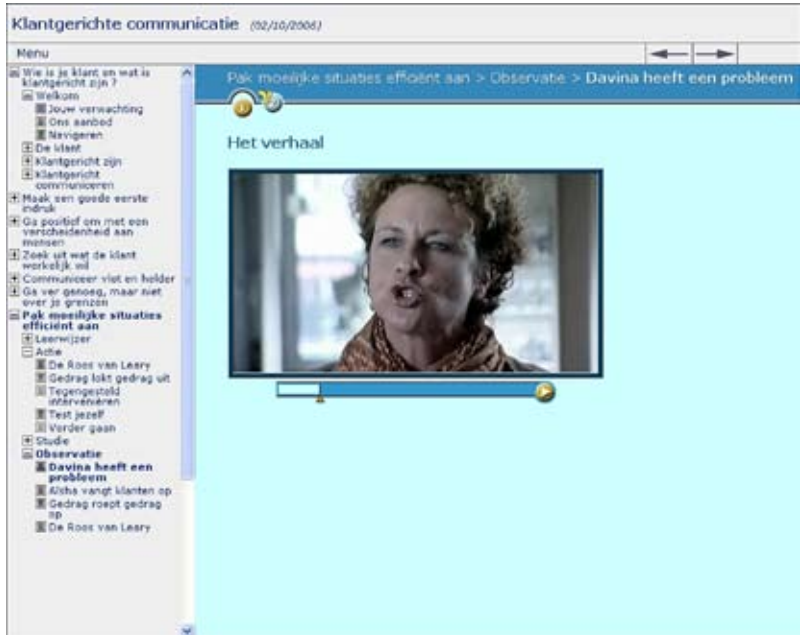 Klantgerichte communicatie (02/10/2006)
Menu
Wie is je klant en wat is
klantgericht zijn ?
Welkom
Jouw verwachting
Ons aanbod
Navigeren
De klant
Klantgericht zijn
Klantgericht
communiceren
Maak een goede eerste
indruk
Ga positief om met een
verscheidenheid aan
mensen
Zoek uit wat de klant
werkelijk wil
Communiceer vlot en helder
Ga ver genoeg, maar niet
over je grenzen
Pak moeilijke situaties
efficiënt aan
Leerwijzer
Actie
De Roos van Leary
Gedrag lokt gedrag uit
Tegengesteld
interveniëren
Test jezelf
Verder gaan
Studie
Observatie
Davina heeft een
probleem
Aïsha vangt klanten op
Gedrag roept gedrag
op
De Roos van Leary
Pak moeilijke situaties efficiënt aan > Observatie > Davina heeft een probleem
Het verhaal